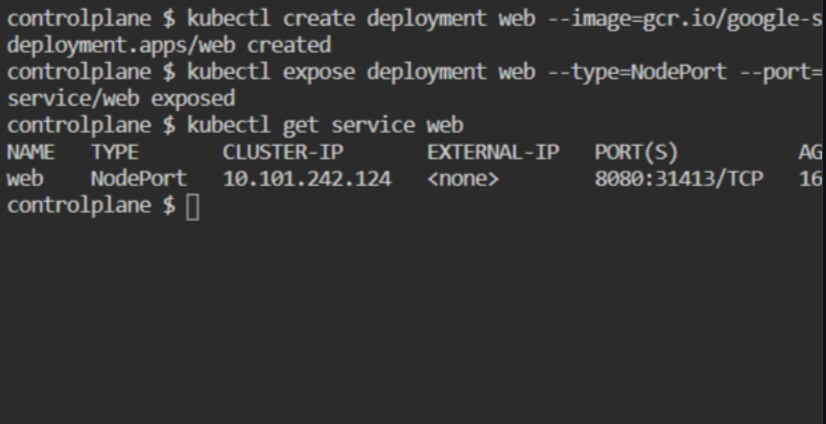 controlplane $ kubectl create deployment web --image=gcr.io/google-s
deployment.apps/web created
controlplane $ kubectl expose deployment web --type=NodePort --port=
service/web exposed
controlplane $ kubectl get service web
NAME   TYPE       CLUSTER-IP       EXTERNAL-IP   PORT(S)          AG
web    NodePort   10.101.242.124   <none>        8080:31413/TCP   16
controlplane $